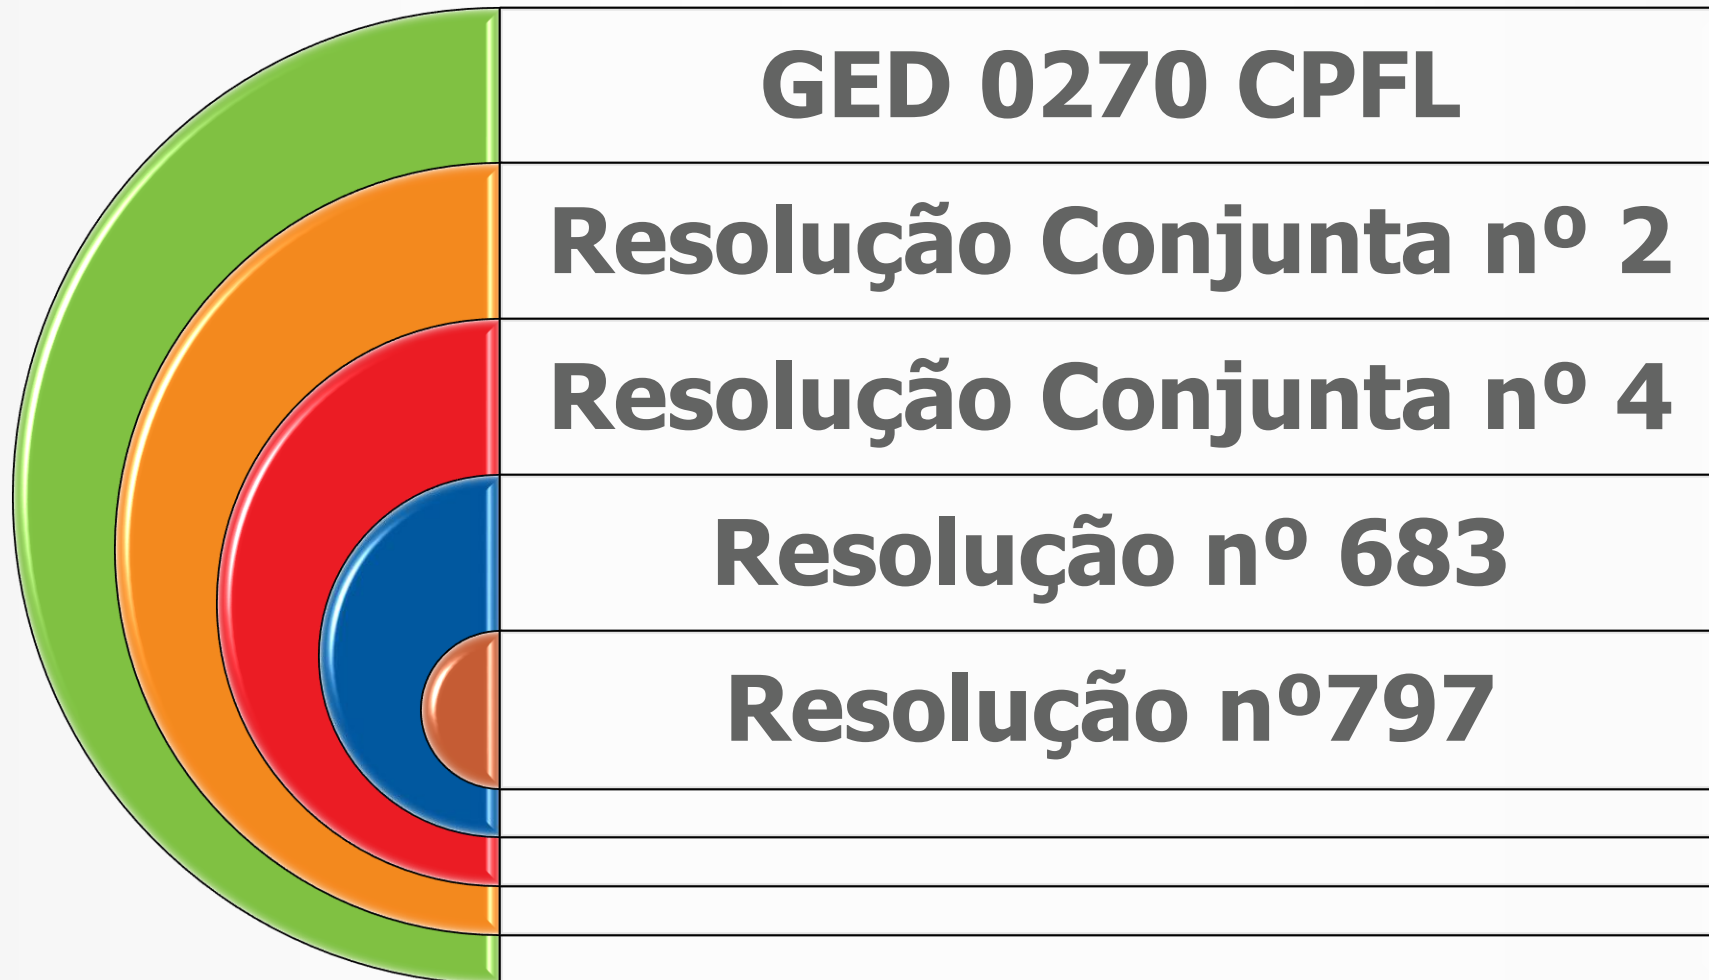 GED 0270 CPFL
Resolução Conjunta nº 2
Resolução Conjunta nº 4
Resolução nº 683
Resolução nº797